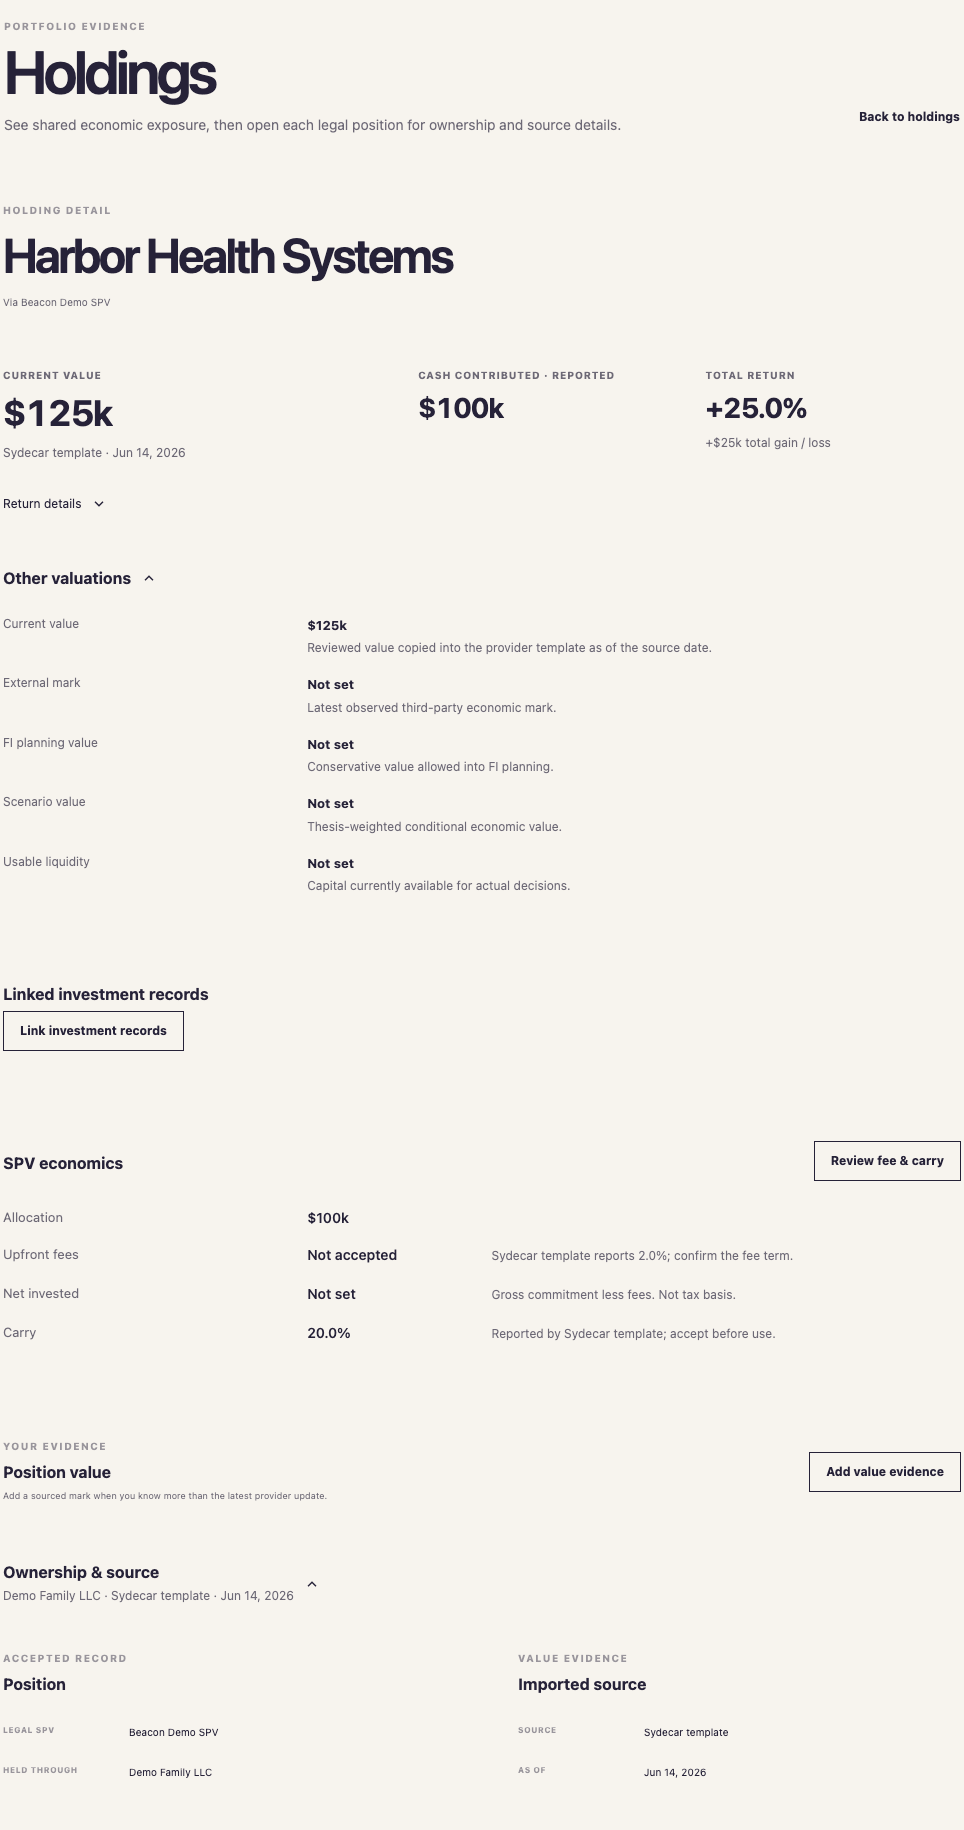 PORTFOLIO EVIDENCE
Holdings
See shared economic exposure, then open each legal position for ownership and source details.
Back to holdings
HOLDING DETAIL
Harbor Health Systems
Via Beacon Demo SPV
CURRENT VALUE
$125k
Sydecar template · Jun 14, 2026
CASH CONTRIBUTED · REPORTED
$100k
TOTAL RETURN
+25.0%
+$25k total gain / loss
Return details
Other valuations
Current value
$125k
Reviewed value copied into the provider template as of the source date.
External mark
Not set
Latest observed third-party economic mark.
FI planning value
Not set
Conservative value allowed into FI planning.
Scenario value
Not set
Thesis-weighted conditional economic value.
Usable liquidity
Not set
Capital currently available for actual decisions.
Linked investment records
Link investment records
SPV economics
Review fee & carry
Allocation
$100k
Upfront fees
Not accepted
Sydecar template reports 2.0%; confirm the fee term.
Net invested
Not set
Gross commitment less fees. Not tax basis.
Carry
20.0%
Reported by Sydecar template; accept before use.
YOUR EVIDENCE
Position value
Add a sourced mark when you know more than the latest provider update.
Add value evidence
Ownership & source
Demo Family LLC · Sydecar template · Jun 14, 2026
ACCEPTED RECORD
Position
LEGAL SPV
Beacon Demo SPV
HELD THROUGH
Demo Family LLC
VALUE EVIDENCE
Imported source
SOURCE
Sydecar template
AS OF
Jun 14, 2026